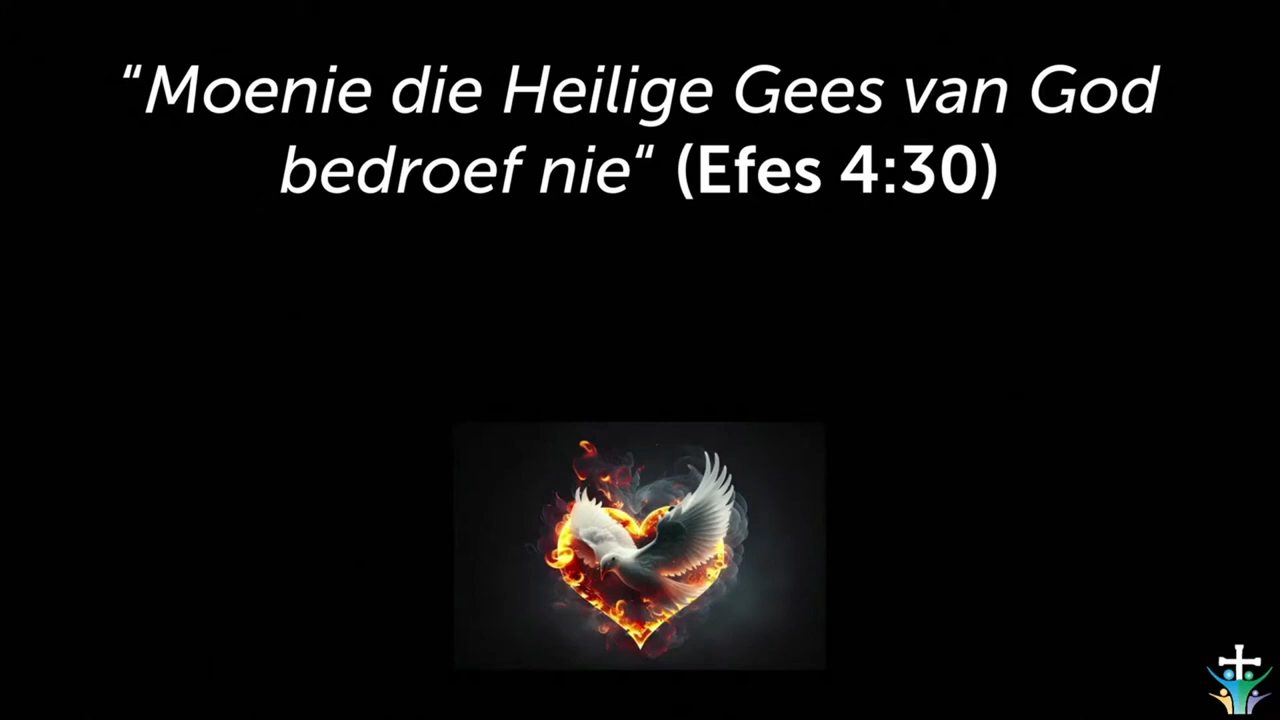 “Moenie die Heilige Gees van God
bedroef nie“ (Efes 4:30)